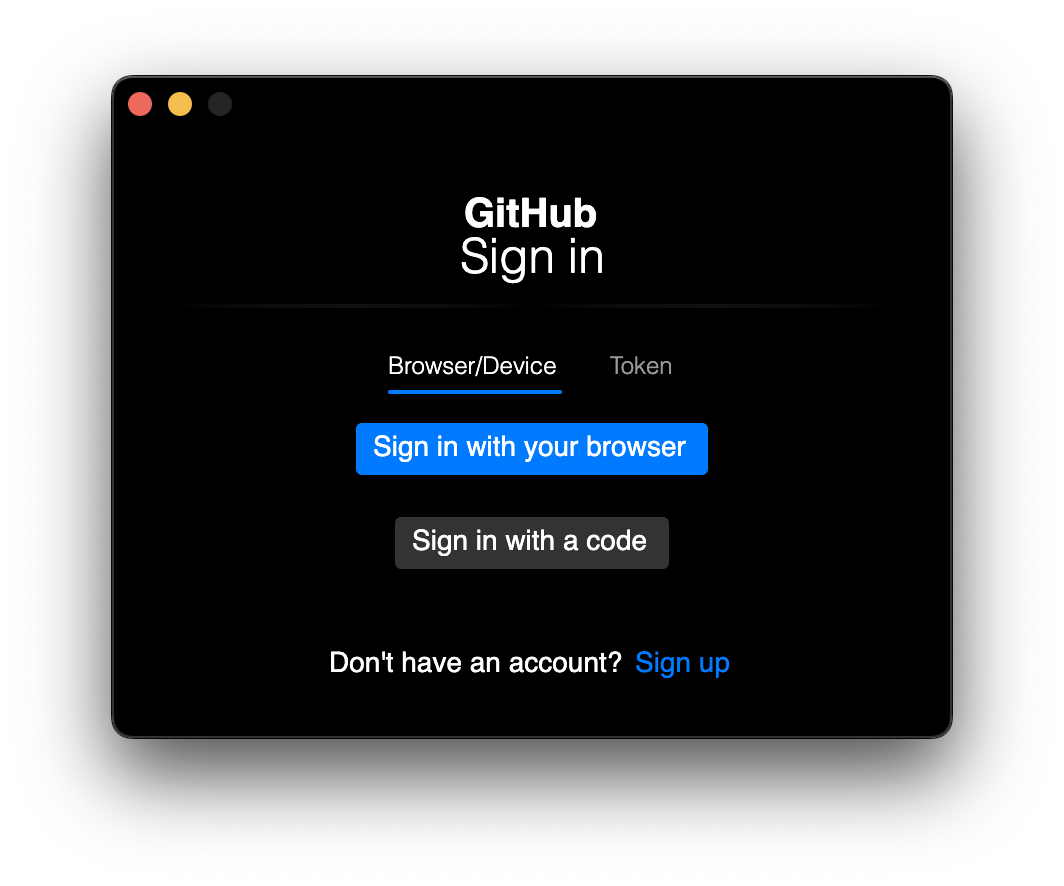 GitHub
Sign in
Browser/Device Token
Sign in with your browser
Sign in with a code
Don't have an account? Sign up